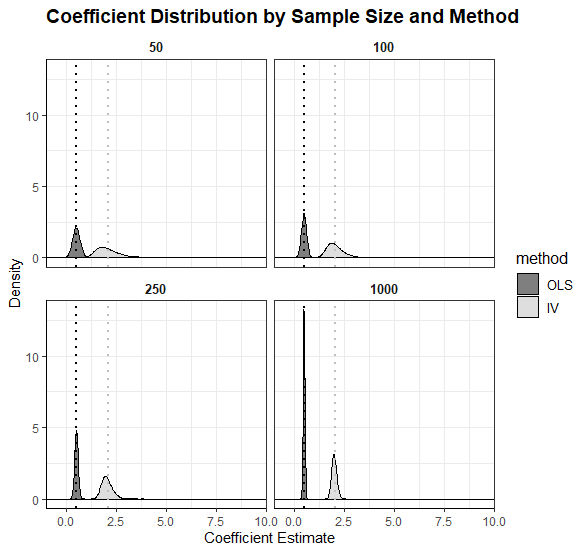 Coefficient Distribution by Sample Size and Method
50
100
10
5
0
250
1000
10
5
0
0.0 2.5 5.0 7.5 10.0
0.0 2.5 5.0 7.5 10.0
Density
Coefficient Estimate
method
OLS
IV